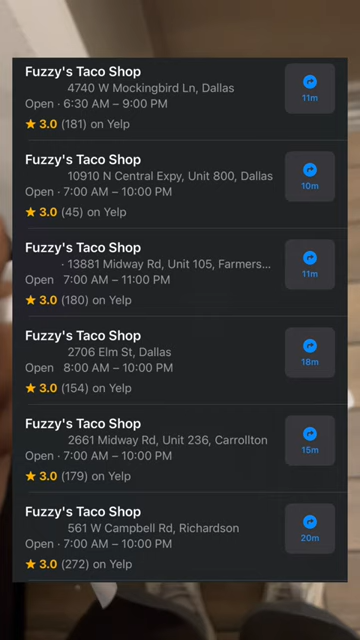 Fuzzy's Taco Shop
4740 W Mockingbird Ln, Dallas
Open · 6:30 AM – 9:00 PM
11m
★ 3.0 (181) on Yelp
Fuzzy's Taco Shop
10910 N Central Expy, Unit 800, Dallas
Open · 7:00 AM – 10:00 PM
10m
★ 3.0 (45) on Yelp
Fuzzy's Taco Shop
· 13881 Midway Rd, Unit 105, Farmers...
Open 7:00 AM – 11:00 PM
11m
★ 3.0 (180) on Yelp
Fuzzy's Taco Shop
2706 Elm St, Dallas
Open 8:00 AM – 10:00 PM
18m
★ 3.0 (154) on Yelp
Fuzzy's Taco Shop
2661 Midway Rd, Unit 236, Carrollton
Open · 7:00 AM – 10:00 PM
15m
★ 3.0 (179) on Yelp
Fuzzy's Taco Shop
561 W Campbell Rd, Richardson
Open · 7:00 AM – 10:00 PM
20m
★ 3.0 (272) on Yelp